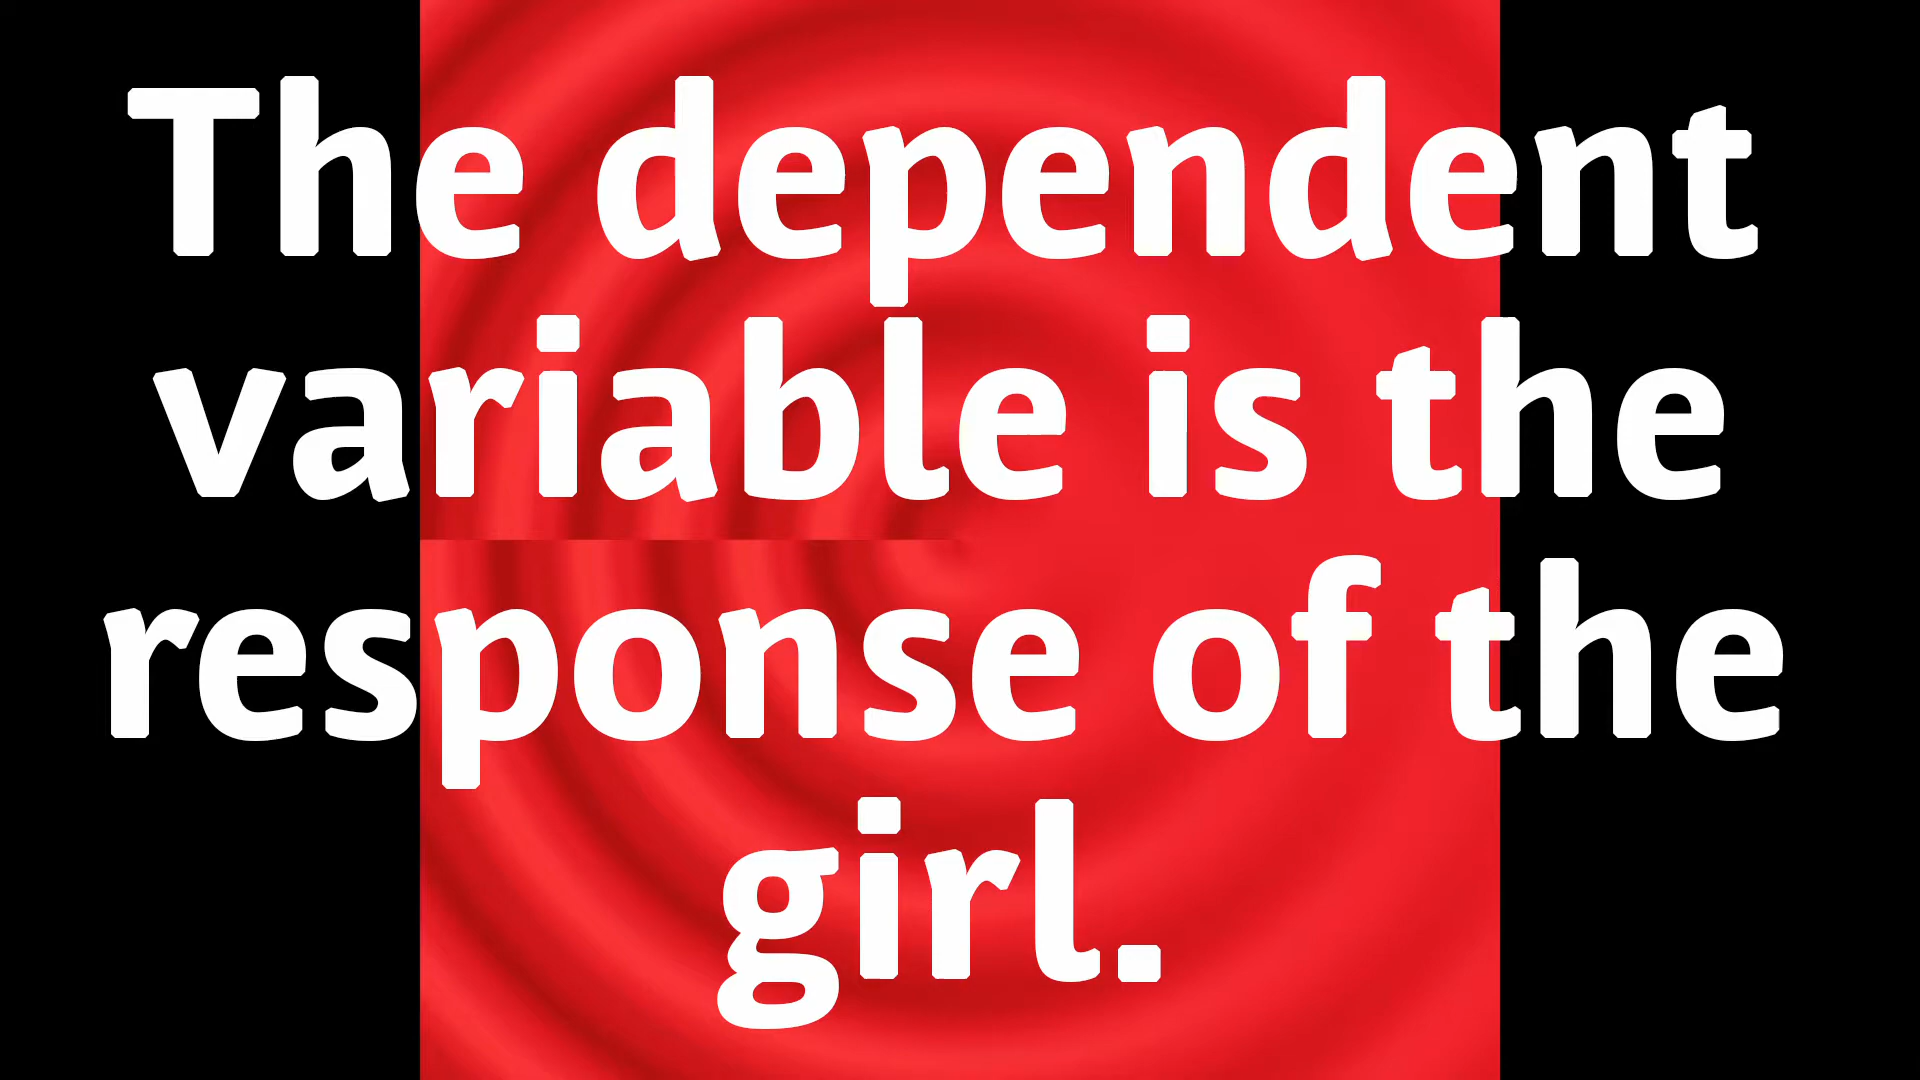 The dependent
variable is the
response of the
girl.